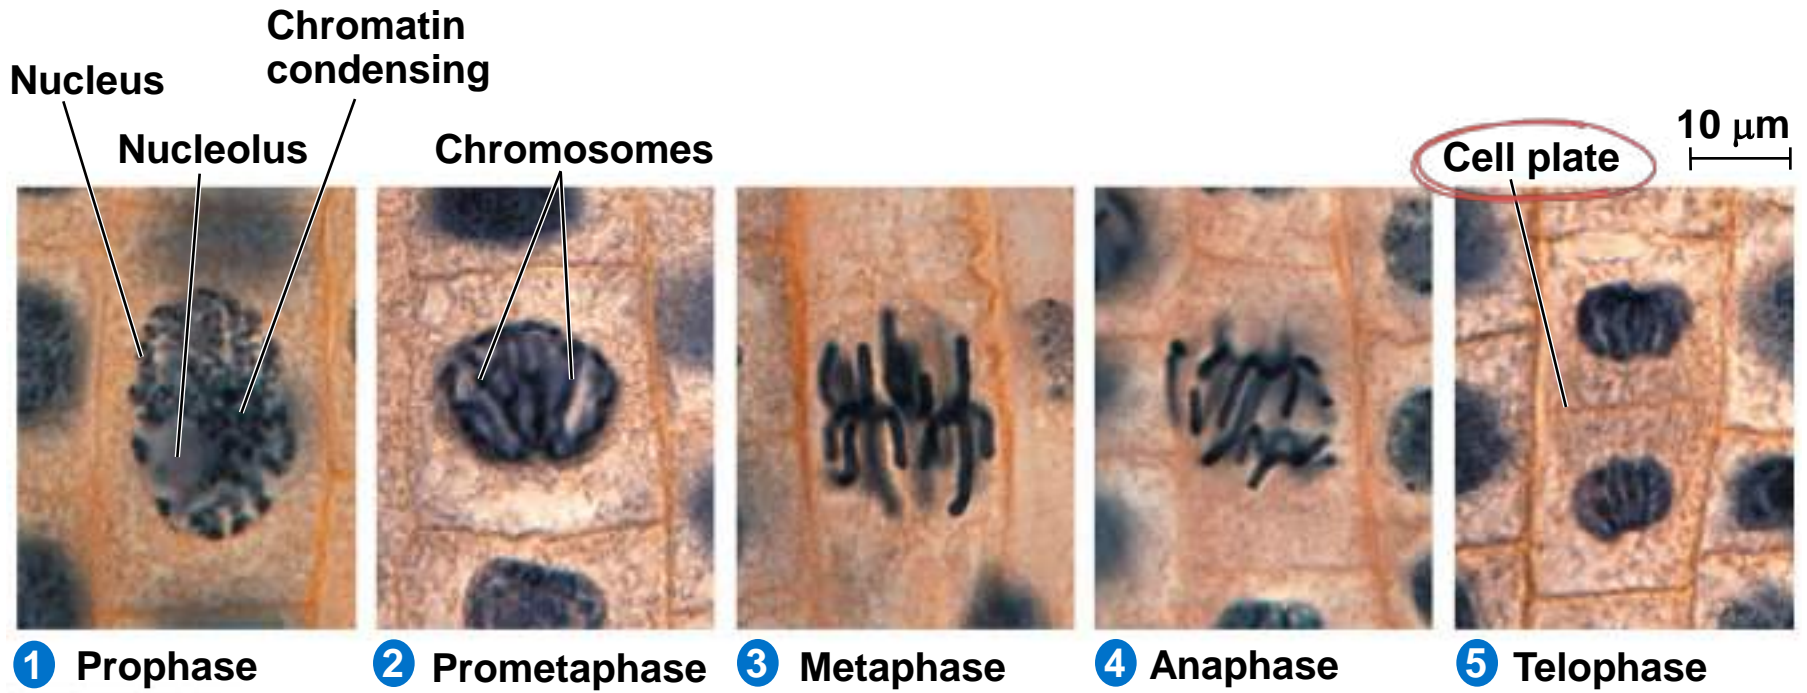 Chromatin
condensing
Nucleus
Nucleolus
Chromosomes
Cell plate
10 μm
1 Prophase
2 Prometaphase
3 Metaphase
4 Anaphase
5 Telophase